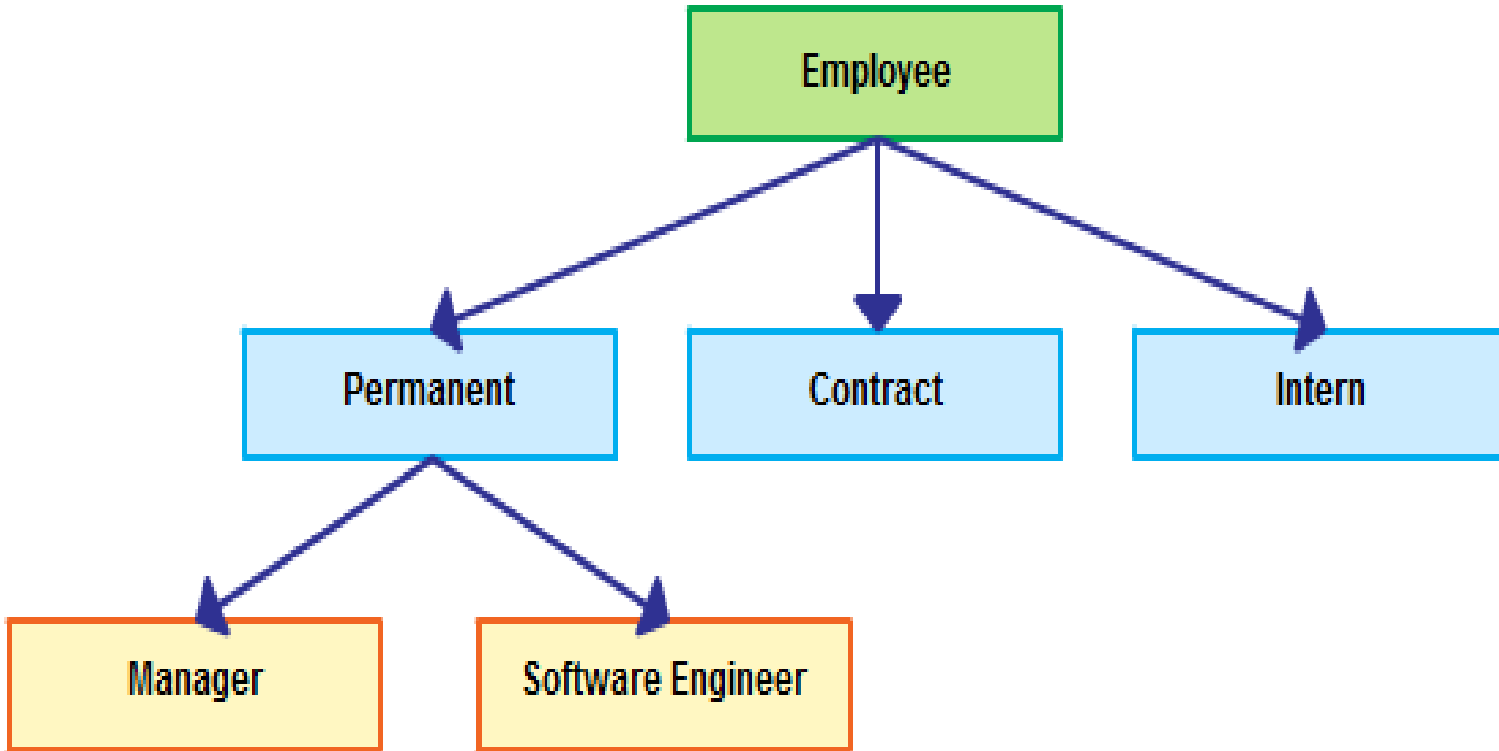 Employee
Permanent
Contract
Intern
Manager
Software Engineer